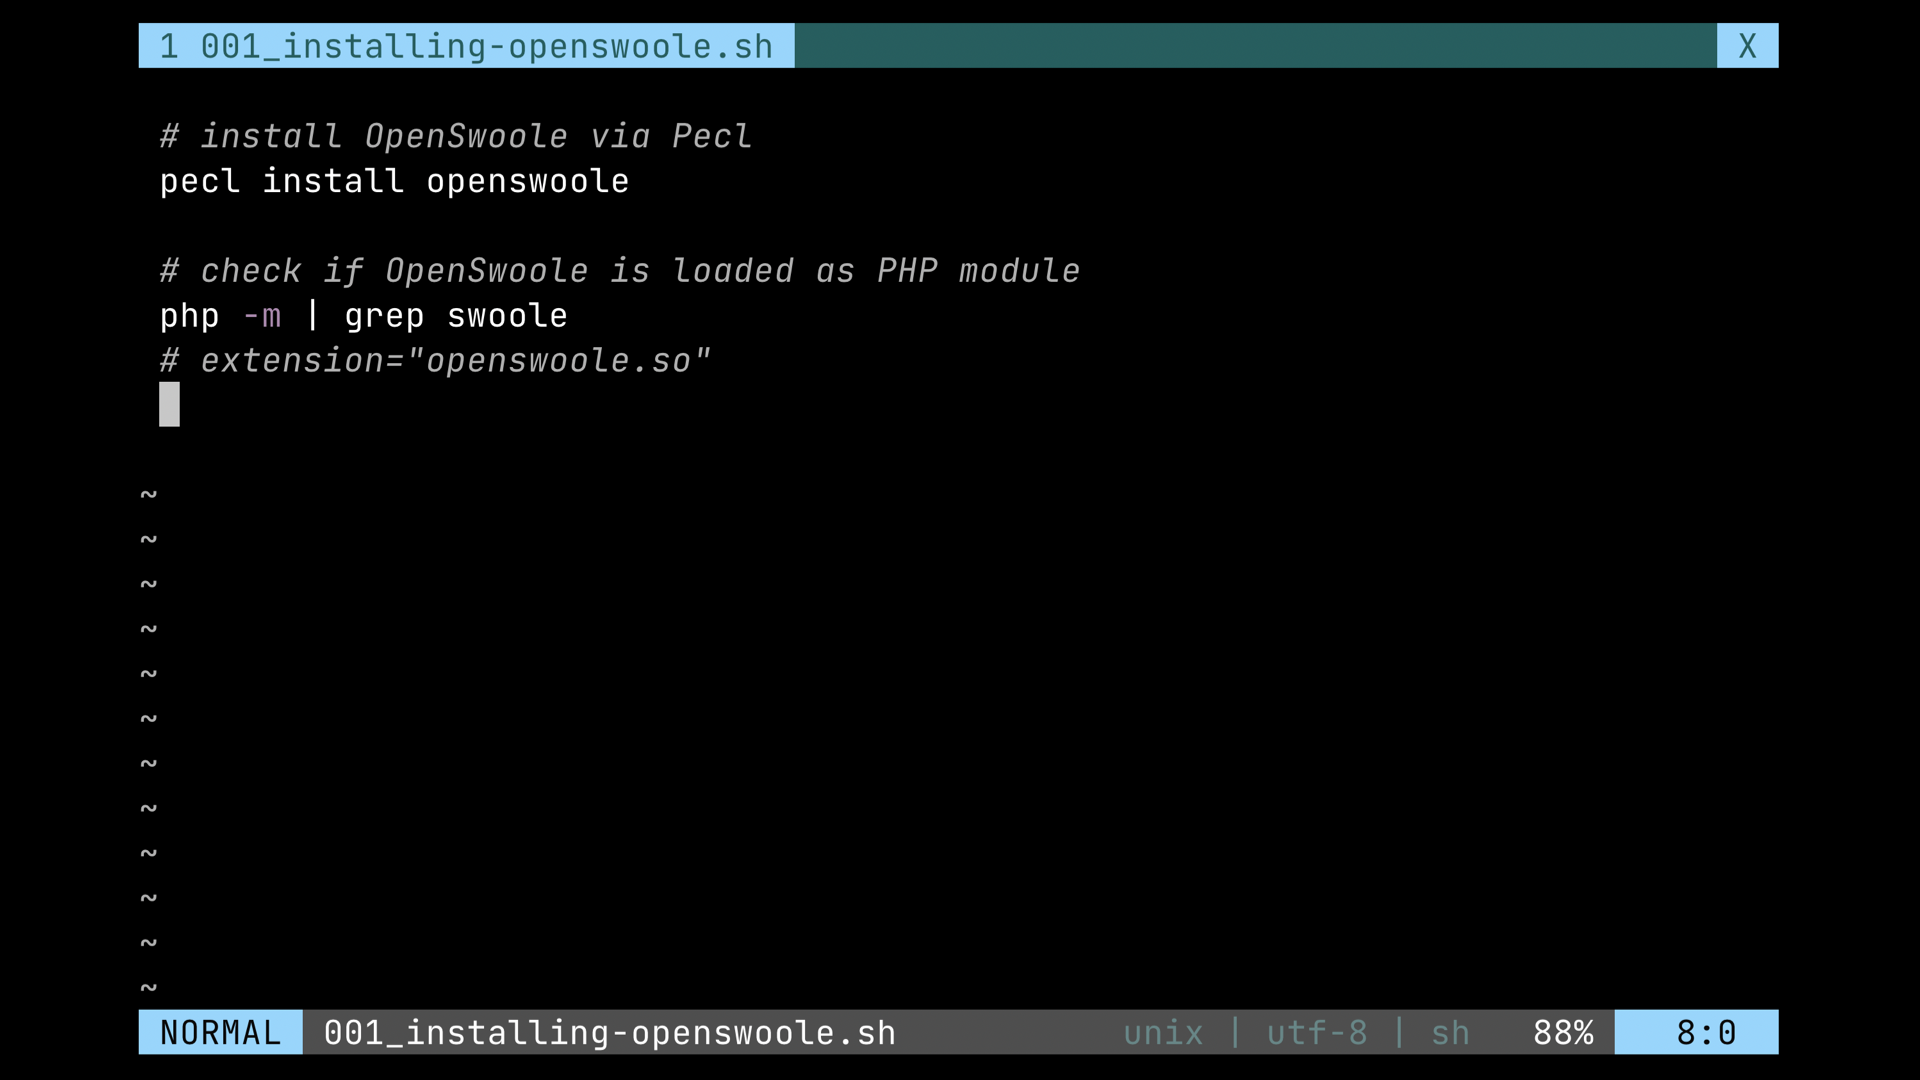 1 001_installing-openswoole.sh X
# install OpenSwoole via Pecl
pecl install openswoole
# check if OpenSwoole is loaded as PHP module
php -m | grep swoole
# extension="openswoole.so"
~
~
~
~
~
~
~
~
~
~
~
~
NORMAL 001_installing-openswoole.sh unix | utf-8 | sh 88% 8:0